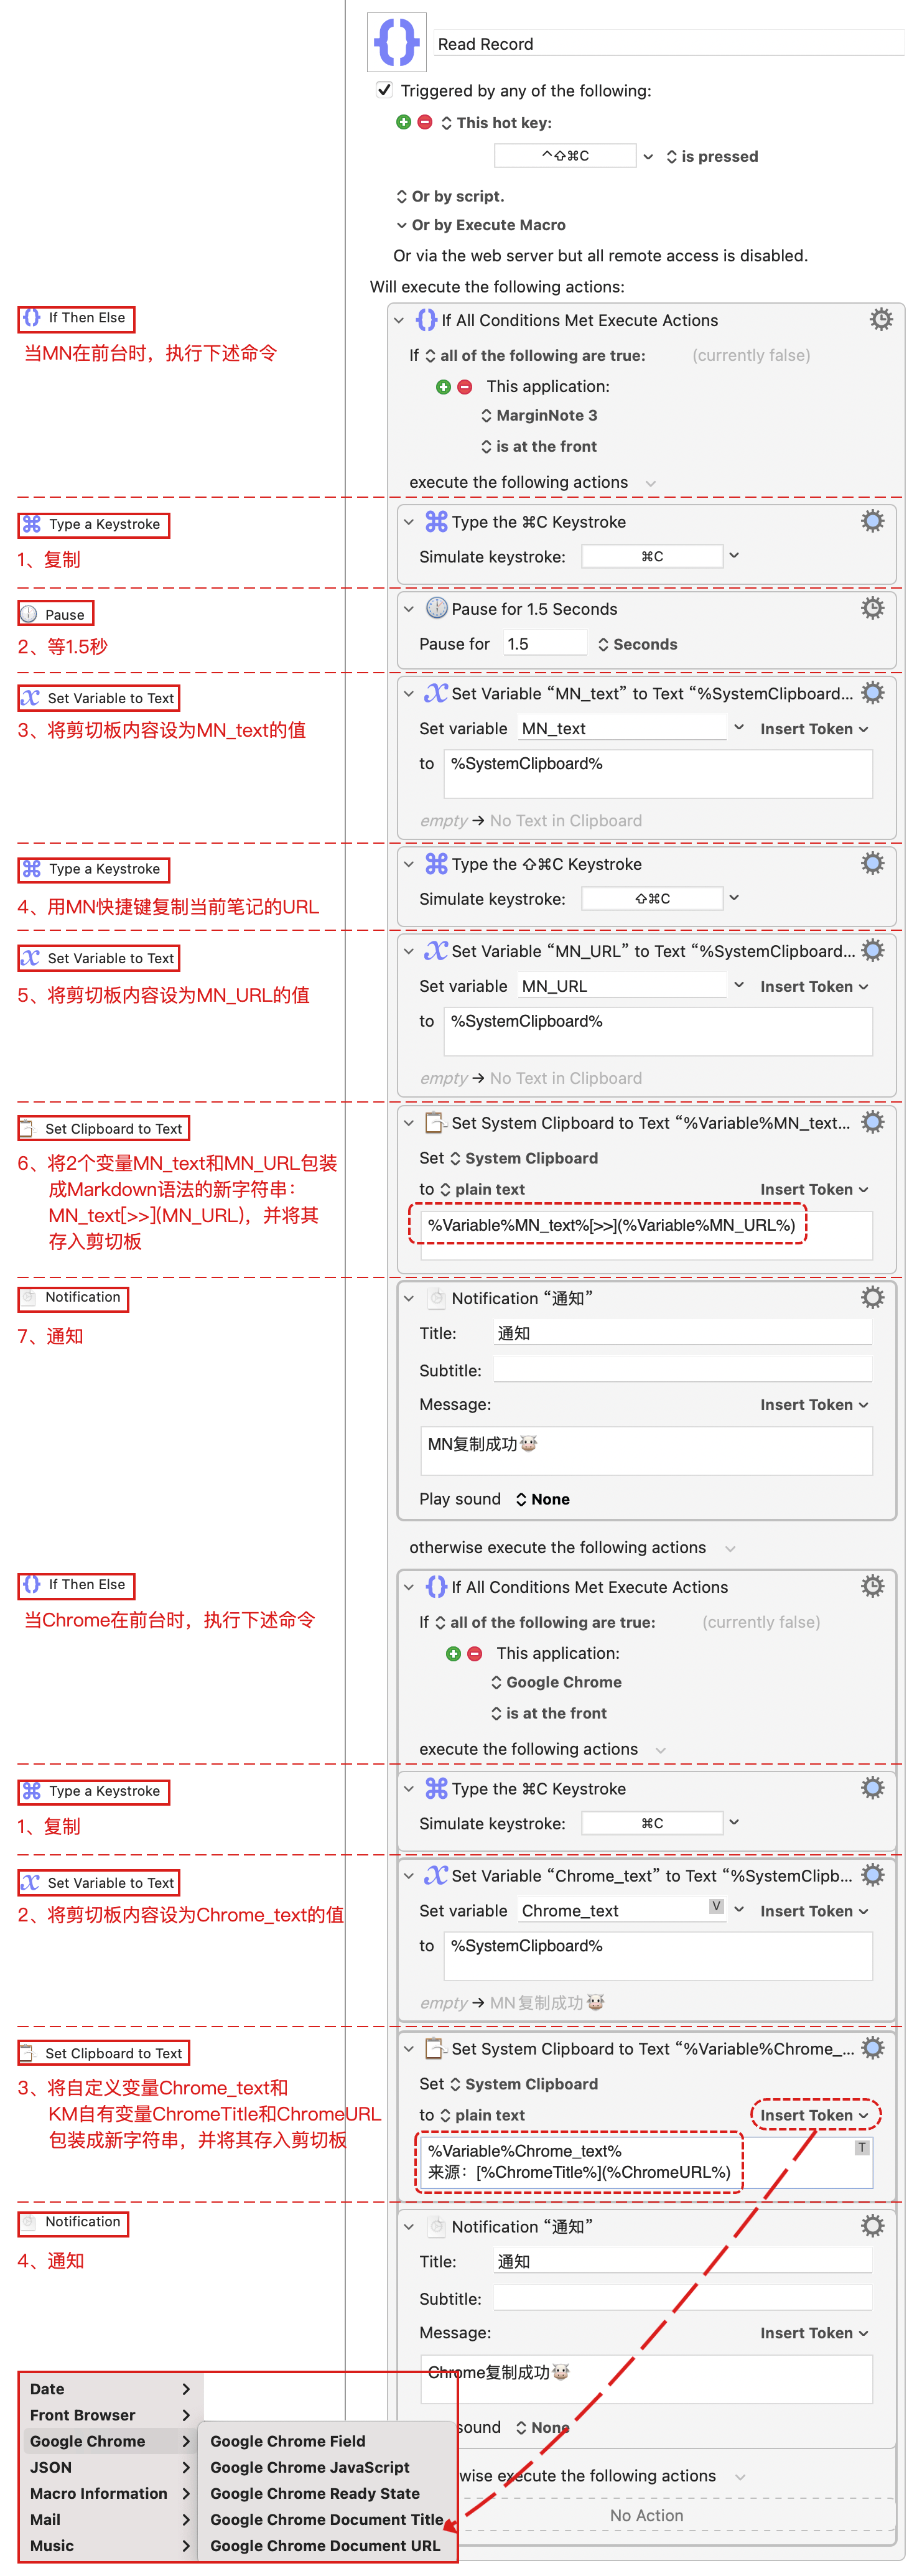 Read Record
Triggered by any of the following:
This hot key:
^⇧⌘C
is pressed
Or by script.
Or by Execute Macro
Or via the web server but all remote access is disabled.
Will execute the following actions:
If Then Else
当MN在前台时，执行下述命令
If All Conditions Met Execute Actions
If all of the following are true: (currently false)
This application:
MarginNote 3
is at the front
execute the following actions
Type a Keystroke
1、复制
Type the ⌘C Keystroke
Simulate keystroke: ⌘C
Pause
2、等1.5秒
Pause for 1.5 Seconds
Pause for 1.5 Seconds
Set Variable to Text
3、将剪切板内容设为MN_text的值
Set Variable “MN_text” to Text “%SystemClipboard...
Set variable MN_text Insert Token
to %SystemClipboard%
empty → No Text in Clipboard
Type a Keystroke
4、用MN快捷键复制当前笔记的URL
Type the ⇧⌘C Keystroke
Simulate keystroke: ⇧⌘C
Set Variable to Text
5、将剪切板内容设为MN_URL的值
Set Variable “MN_URL” to Text “%SystemClipboard...
Set variable MN_URL Insert Token
to %SystemClipboard%
empty → No Text in Clipboard
Set Clipboard to Text
6、将2个变量MN_text和MN_URL包装
成Markdown语法的新字符串：
MN_text[>>](MN_URL)，并将其
存入剪切板
Set System Clipboard to Text “%Variable%MN_text...
Set System Clipboard
to plain text Insert Token
%Variable%MN_text%[>>](%Variable%MN_URL%)
Notification
7、通知
Notification “通知”
Title: 通知
Subtitle:
Message: Insert Token
MN复制成功🐮
Play sound None
otherwise execute the following actions
If Then Else
当Chrome在前台时，执行下述命令
If All Conditions Met Execute Actions
If all of the following are true: (currently false)
This application:
Google Chrome
is at the front
execute the following actions
Type a Keystroke
1、复制
Type the ⌘C Keystroke
Simulate keystroke: ⌘C
Set Variable to Text
2、将剪切板内容设为Chrome_text的值
Set Variable “Chrome_text” to Text “%SystemClipb...
Set variable Chrome_text V Insert Token
to %SystemClipboard%
empty → MN复制成功🐮
Set Clipboard to Text
3、将自定义变量Chrome_text和
KM自有变量ChromeTitle和ChromeURL
包装成新字符串，并将其存入剪切板
Set System Clipboard to Text “%Variable%Chrome_...
Set System Clipboard
to plain text Insert Token
%Variable%Chrome_text% T
来源：[%ChromeTitle%](%ChromeURL%)
Notification
4、通知
Notification “通知”
Title: 通知
Subtitle:
Message: Insert Token
Chrome复制成功🐮
sound None
wise execute the following actions
No Action
Date
Front Browser
Google Chrome
JSON
Macro Information
Mail
Music
Google Chrome Field
Google Chrome JavaScript
Google Chrome Ready State
Google Chrome Document Title
Google Chrome Document URL